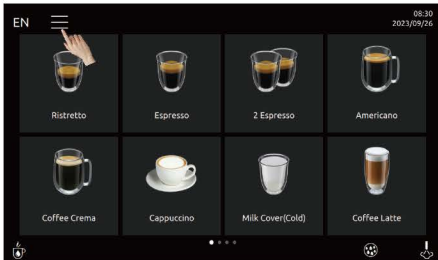 EN
08:30
2023/09/26
Ristretto
Espresso
2 Espresso
Americano
Coffee Crema
Cappuccino
Milk Cover(Cold)
Coffee Latte